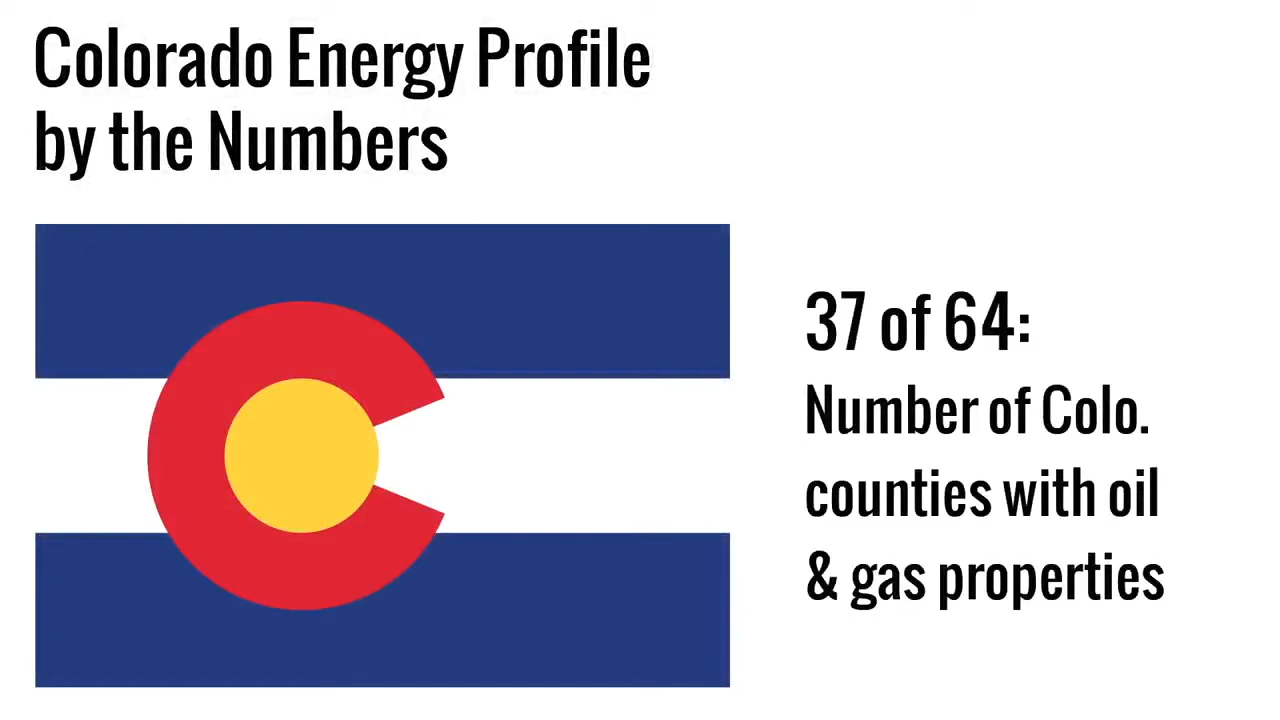 Colorado Energy Profile
by the Numbers
37 of 64:
Number of Colo.
counties with oil
& gas properties